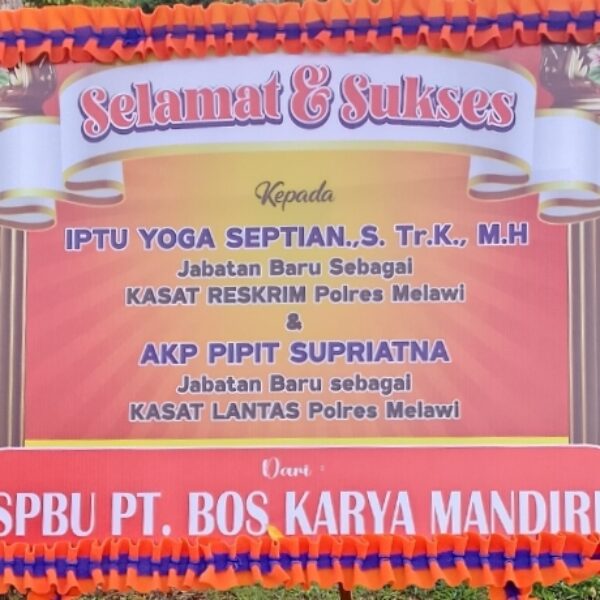 Selamat & Sukses
Kepada
IPTU YOGA SEPTIAN.,S. Tr.K., M.H
Jabatan Baru Sebagai
KASAT RESKRIM Polres Melawi
&
AKP PIPIT SUPRIATNA
Jabatan Baru sebagai
KASAT LANTAS Polres Melawi
Dari :
SPBU PT. BOS KARYA MANDIRI